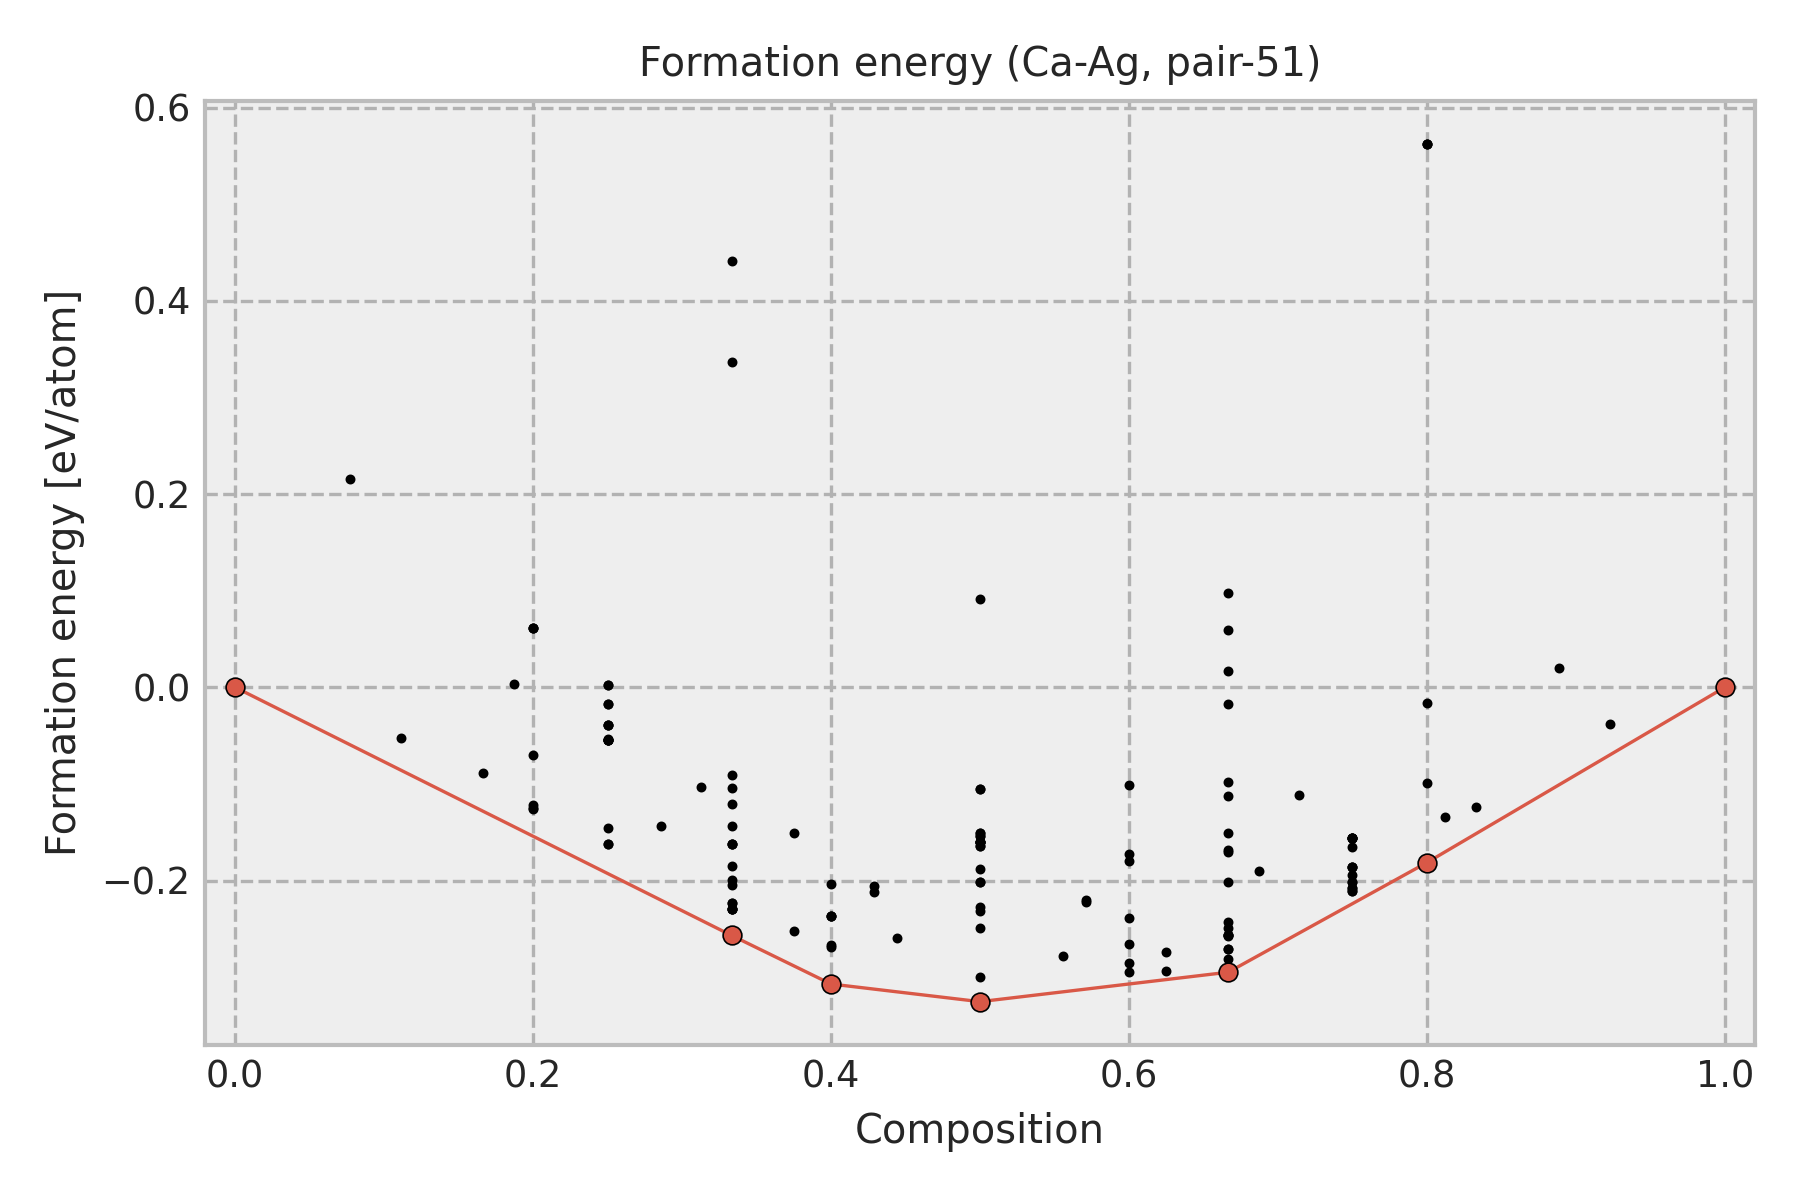 Formation energy (Ca-Ag, pair-51)
Formation energy [eV/atom]
0.6
0.4
0.2
0.0
−0.2
0.0 0.2 0.4 0.6 0.8 1.0
Composition